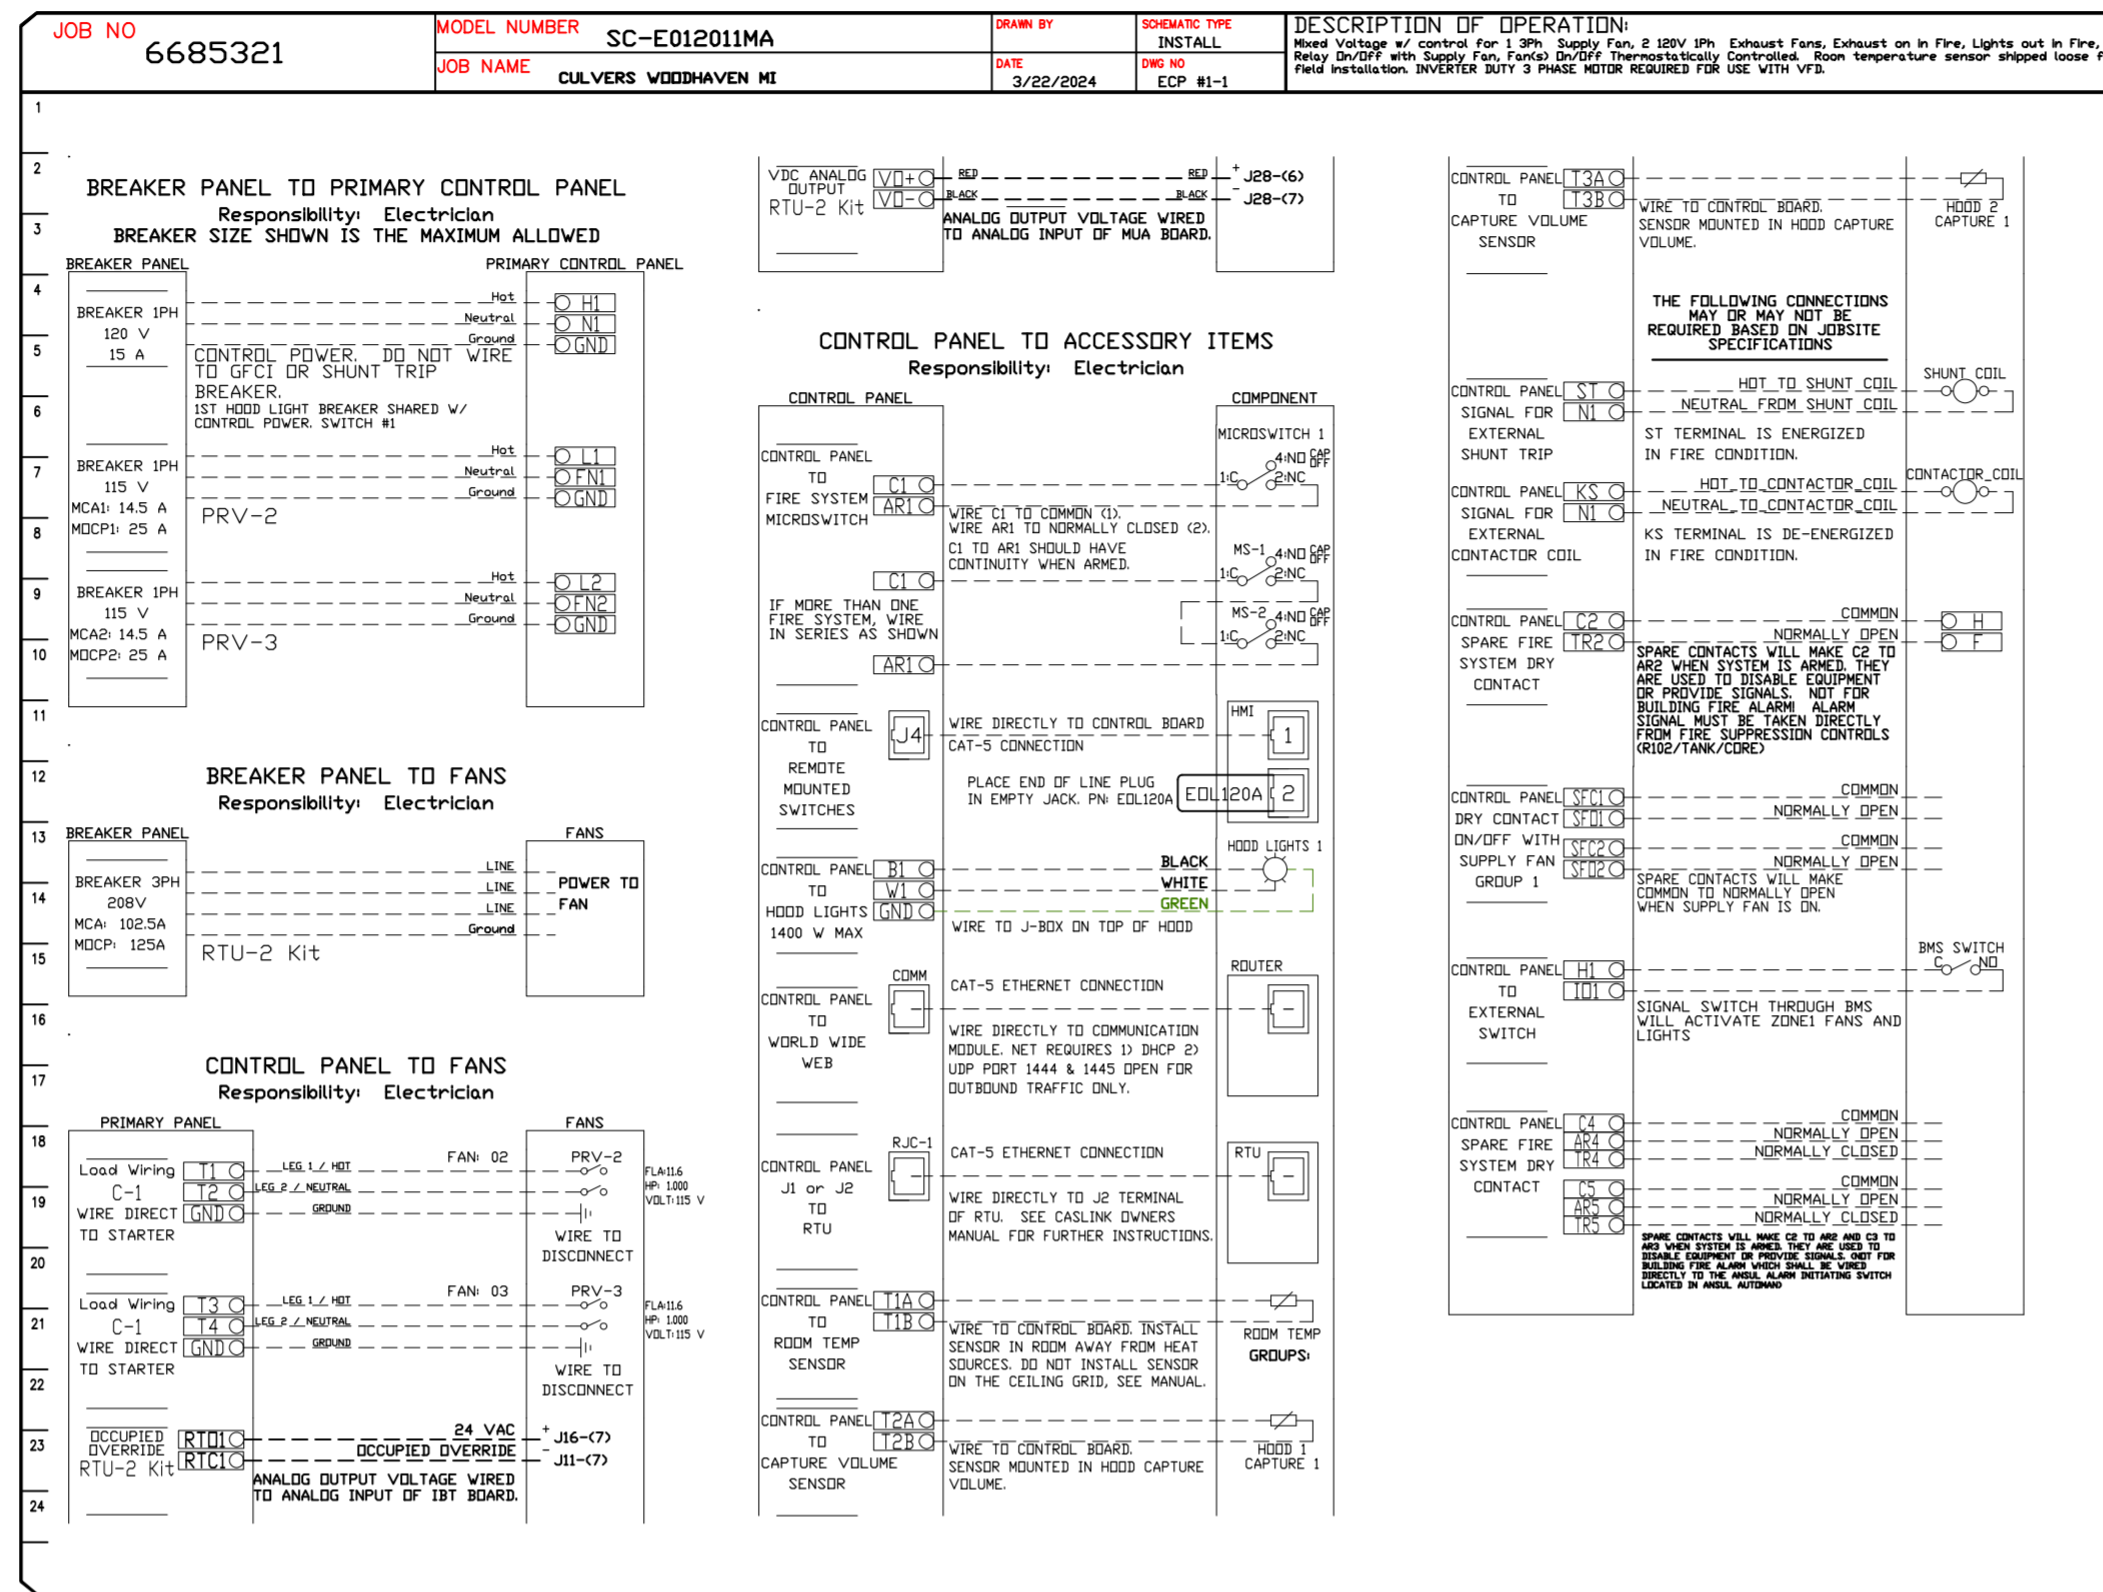 JOB NO
6685321
MODEL NUMBER
SC-E012011MA
JOB NAME
CULVERS WOODHAVEN MI
DRAWN BY
DATE
3/22/2024
SCHEMATIC TYPE
INSTALL
DWG NO
ECP #1-1
DESCRIPTION OF OPERATION:
Mixed Voltage w/ control for 1 3Ph Supply Fan, 2 120V 1Ph Exhaust Fans, Exhaust on in Fire, Lights out in Fire,
Relay On/Off with Supply Fan, Fan(s) On/Off Thermostatically Controlled. Room temperature sensor shipped loose f
field installation. INVERTER DUTY 3 PHASE MOTOR REQUIRED FOR USE WITH VFD.
1
2
3
4
5
6
7
8
9
10
11
12
13
14
15
16
17
18
19
20
21
22
23
24
BREAKER PANEL TO PRIMARY CONTROL PANEL
Responsibility: Electrician
BREAKER SIZE SHOWN IS THE MAXIMUM ALLOWED
BREAKER PANEL
PRIMARY CONTROL PANEL
BREAKER 1PH
120 V
15 A
Hot
H1
Neutral
N1
Ground
GND
CONTROL POWER. DO NOT WIRE
TO GFCI OR SHUNT TRIP
BREAKER.
1ST HOOD LIGHT BREAKER SHARED W/
CONTROL POWER. SWITCH #1
BREAKER 1PH
115 V
MCA1: 14.5 A
MOCP1: 25 A
Hot
L1
Neutral
FN1
Ground
GND
PRV-2
BREAKER 1PH
115 V
MCA2: 14.5 A
MOCP2: 25 A
Hot
L2
Neutral
FN2
Ground
GND
PRV-3
BREAKER PANEL TO FANS
Responsibility: Electrician
BREAKER PANEL
FANS
BREAKER 3PH
208V
MCA: 102.5A
MOCP: 125A
LINE
LINE
LINE
Ground
POWER TO
FAN
RTU-2 Kit
CONTROL PANEL TO FANS
Responsibility: Electrician
PRIMARY PANEL
FANS
Load Wiring
C-1
WIRE DIRECT
TO STARTER
T1
T2
GND
LEG 1 / HOT
LEG 2 / NEUTRAL
GROUND
FAN: 02
PRV-2
FLA:11.6
HP: 1.000
VOLT:115 V
WIRE TO
DISCONNECT
Load Wiring
C-1
WIRE DIRECT
TO STARTER
T3
T4
GND
LEG 1 / HOT
LEG 2 / NEUTRAL
GROUND
FAN: 03
PRV-3
FLA:11.6
HP: 1.000
VOLT:115 V
WIRE TO
DISCONNECT
OCCUPIED
OVERRIDE
RTU-2 Kit
RTO1
RTC1
24 VAC
OCCUPIED OVERRIDE
+ J16-(7)
- J11-(7)
ANALOG OUTPUT VOLTAGE WIRED
TO ANALOG INPUT OF IBT BOARD.
VDC ANALOG
OUTPUT
RTU-2 Kit
VO+
VO-
RED
RED
BLACK
BLACK
+ J28-(6)
- J28-(7)
ANALOG OUTPUT VOLTAGE WIRED
TO ANALOG INPUT OF MUA BOARD.
CONTROL PANEL TO ACCESSORY ITEMS
Responsibility: Electrician
CONTROL PANEL
COMPONENT
CONTROL PANEL
TO
FIRE SYSTEM
MICROSWITCH
C1
AR1
MICROSWITCH 1
4:NO CAP OFF
1:C
2:NC
WIRE C1 TO COMMON (1).
WIRE AR1 TO NORMALLY CLOSED (2).
C1 TO AR1 SHOULD HAVE
CONTINUITY WHEN ARMED.
IF MORE THAN ONE
FIRE SYSTEM, WIRE
IN SERIES AS SHOWN
C1
AR1
MS-1
4:NO CAP OFF
1:C
2:NC
MS-2
4:NO CAP OFF
1:C
2:NC
CONTROL PANEL
TO
REMOTE
MOUNTED
SWITCHES
J4
WIRE DIRECTLY TO CONTROL BOARD
CAT-5 CONNECTION
HMI
1
PLACE END OF LINE PLUG
IN EMPTY JACK. PN: EOL120A
EOL120A
2
CONTROL PANEL
TO
HOOD LIGHTS
1400 W MAX
B1
W1
GND
BLACK
WHITE
GREEN
HOOD LIGHTS 1
WIRE TO J-BOX ON TOP OF HOOD
COMM
CONTROL PANEL
TO
WORLD WIDE
WEB
CAT-5 ETHERNET CONNECTION
ROUTER
WIRE DIRECTLY TO COMMUNICATION
MODULE. NET REQUIRES 1) DHCP 2)
UDP PORT 1444 & 1445 OPEN FOR
OUTBOUND TRAFFIC ONLY.
RJC-1
CONTROL PANEL
J1 or J2
TO
RTU
CAT-5 ETHERNET CONNECTION
RTU
WIRE DIRECTLY TO J2 TERMINAL
OF RTU. SEE CASLINK OWNERS
MANUAL FOR FURTHER INSTRUCTIONS.
CONTROL PANEL
TO
ROOM TEMP
SENSOR
T1A
T1B
WIRE TO CONTROL BOARD. INSTALL
SENSOR IN ROOM AWAY FROM HEAT
SOURCES. DO NOT INSTALL SENSOR
ON THE CEILING GRID, SEE MANUAL.
ROOM TEMP
GROUPS:
CONTROL PANEL
TO
CAPTURE VOLUME
SENSOR
T2A
T2B
WIRE TO CONTROL BOARD.
SENSOR MOUNTED IN HOOD CAPTURE
VOLUME.
HOOD 1
CAPTURE 1
CONTROL PANEL
TO
CAPTURE VOLUME
SENSOR
T3A
T3B
WIRE TO CONTROL BOARD.
SENSOR MOUNTED IN HOOD CAPTURE
VOLUME.
HOOD 2
CAPTURE 1
THE FOLLOWING CONNECTIONS
MAY OR MAY NOT BE
REQUIRED BASED ON JOBSITE
SPECIFICATIONS
CONTROL PANEL
SIGNAL FOR
EXTERNAL
SHUNT TRIP
ST
N1
HOT TO SHUNT COIL
NEUTRAL FROM SHUNT COIL
SHUNT COIL
ST TERMINAL IS ENERGIZED
IN FIRE CONDITION.
CONTROL PANEL
SIGNAL FOR
EXTERNAL
CONTACTOR COIL
KS
N1
HOT TO CONTACTOR COIL
NEUTRAL TO CONTACTOR COIL
CONTACTOR COIL
KS TERMINAL IS DE-ENERGIZED
IN FIRE CONDITION.
CONTROL PANEL
SPARE FIRE
SYSTEM DRY
CONTACT
C2
TR2
COMMON
NORMALLY OPEN
H
F
SPARE CONTACTS WILL MAKE C2 TO
AR2 WHEN SYSTEM IS ARMED. THEY
ARE USED TO DISABLE EQUIPMENT
OR PROVIDE SIGNALS. NOT FOR
BUILDING FIRE ALARM! ALARM
SIGNAL MUST BE TAKEN DIRECTLY
FROM FIRE SUPPRESSION CONTROLS
(R102/TANK/CORE)
CONTROL PANEL
DRY CONTACT
ON/OFF WITH
SUPPLY FAN
GROUP 1
SFC1
SFO1
SFC2
SFO2
COMMON
NORMALLY OPEN
COMMON
NORMALLY OPEN
SPARE CONTACTS WILL MAKE
COMMON TO NORMALLY OPEN
WHEN SUPPLY FAN IS ON.
CONTROL PANEL
TO
EXTERNAL
SWITCH
H1
IO1
BMS SWITCH
C
NO
SIGNAL SWITCH THROUGH BMS
WILL ACTIVATE ZONE1 FANS AND
LIGHTS
CONTROL PANEL
SPARE FIRE
SYSTEM DRY
CONTACT
C4
AR4
TR4
C5
AR5
TR5
COMMON
NORMALLY OPEN
NORMALLY CLOSED
COMMON
NORMALLY OPEN
NORMALLY CLOSED
SPARE CONTACTS WILL MAKE C2 TO AR2 AND C3 TO
AR3 WHEN SYSTEM IS ARMED. THEY ARE USED TO
DISABLE EQUIPMENT OR PROVIDE SIGNALS. (NOT FOR
BUILDING FIRE ALARM WHICH SHALL BE WIRED
DIRECTLY TO THE ANSUL ALARM INITIATING SWITCH
LOCATED IN ANSUL AUTOMAN)